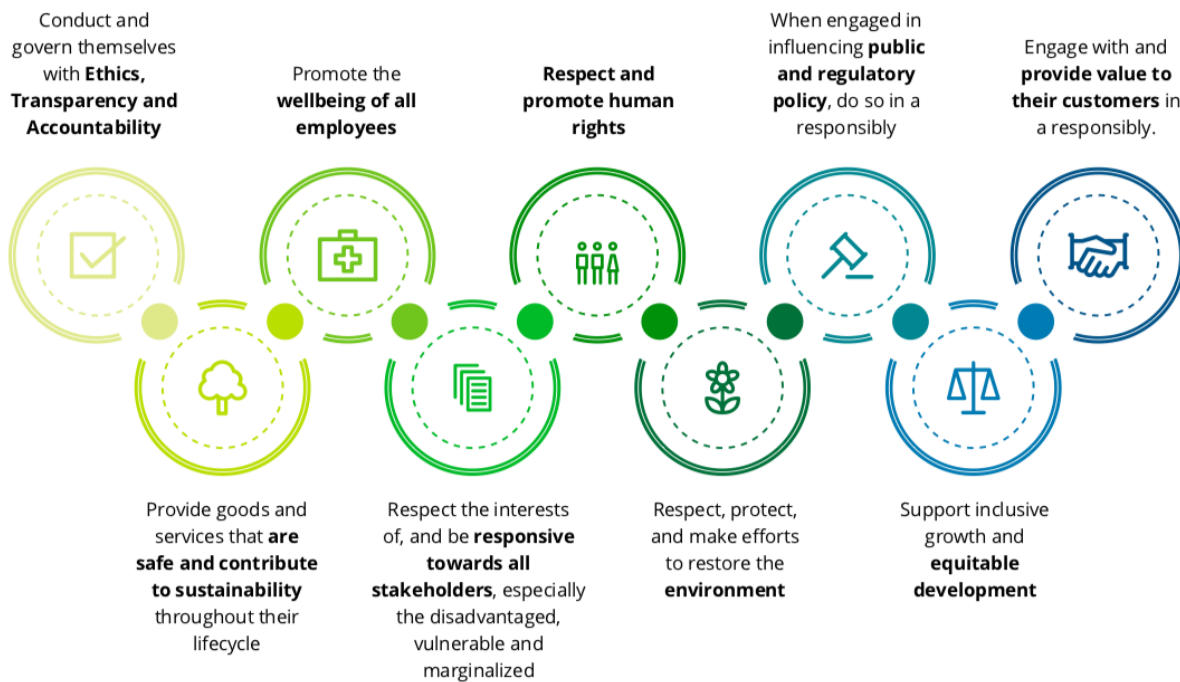 Conduct and
govern themselves
with Ethics,
Transparency and
Accountability
Provide goods and
services that are
safe and contribute
to sustainability
throughout their
lifecycle
Promote the
wellbeing of all
employees
Respect the interests
of, and be responsive
towards all
stakeholders, especially
the disadvantaged,
vulnerable and
marginalized
Respect and
promote human
rights
Respect, protect,
and make efforts
to restore the
environment
When engaged in
influencing public
and regulatory
policy, do so in a
responsibly
Support inclusive
growth and
equitable
development
Engage with and
provide value to
their customers in
a responsibly.